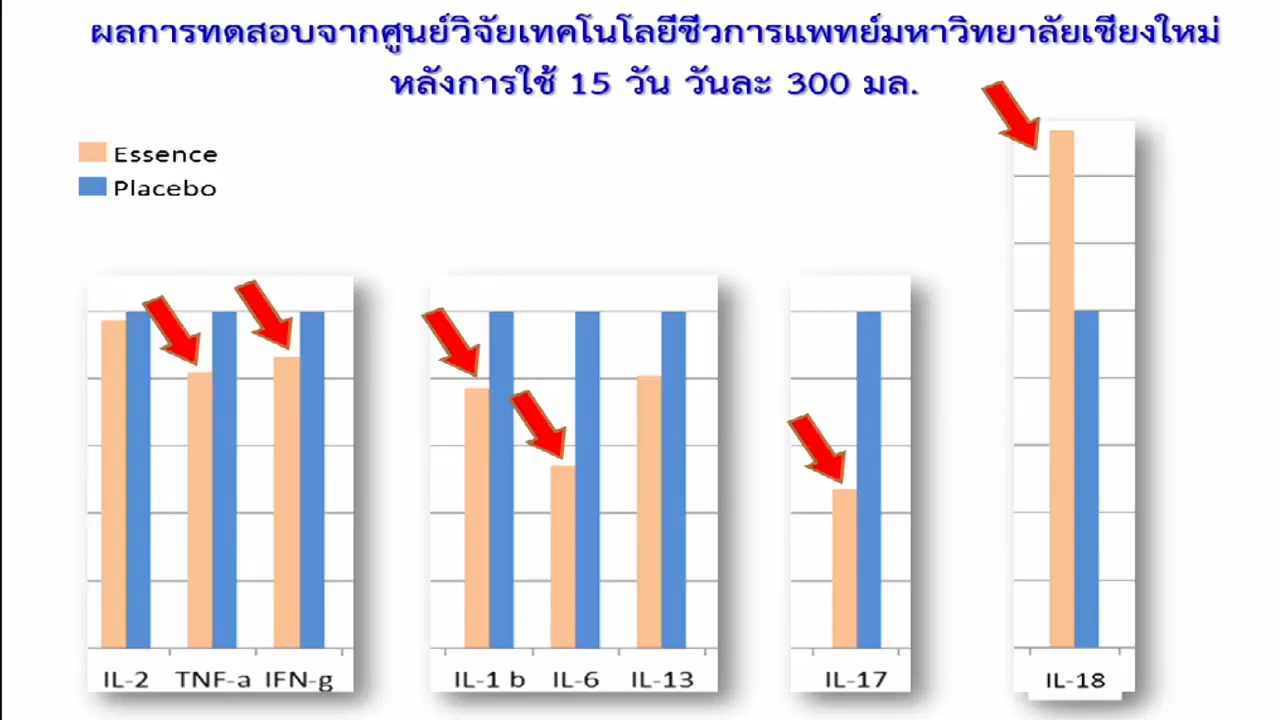 ผลการทดสอบจากศูนย์วิจัยเทคโนโลยีชีวการแพทย์มหาวิทยาลัยเชียงใหม่
หลังการใช้ 15 วัน วันละ 300 มล.
Essence
Placebo
IL-2 TNF-a IFN-g
IL-1 b IL-6 IL-13
IL-17
IL-18